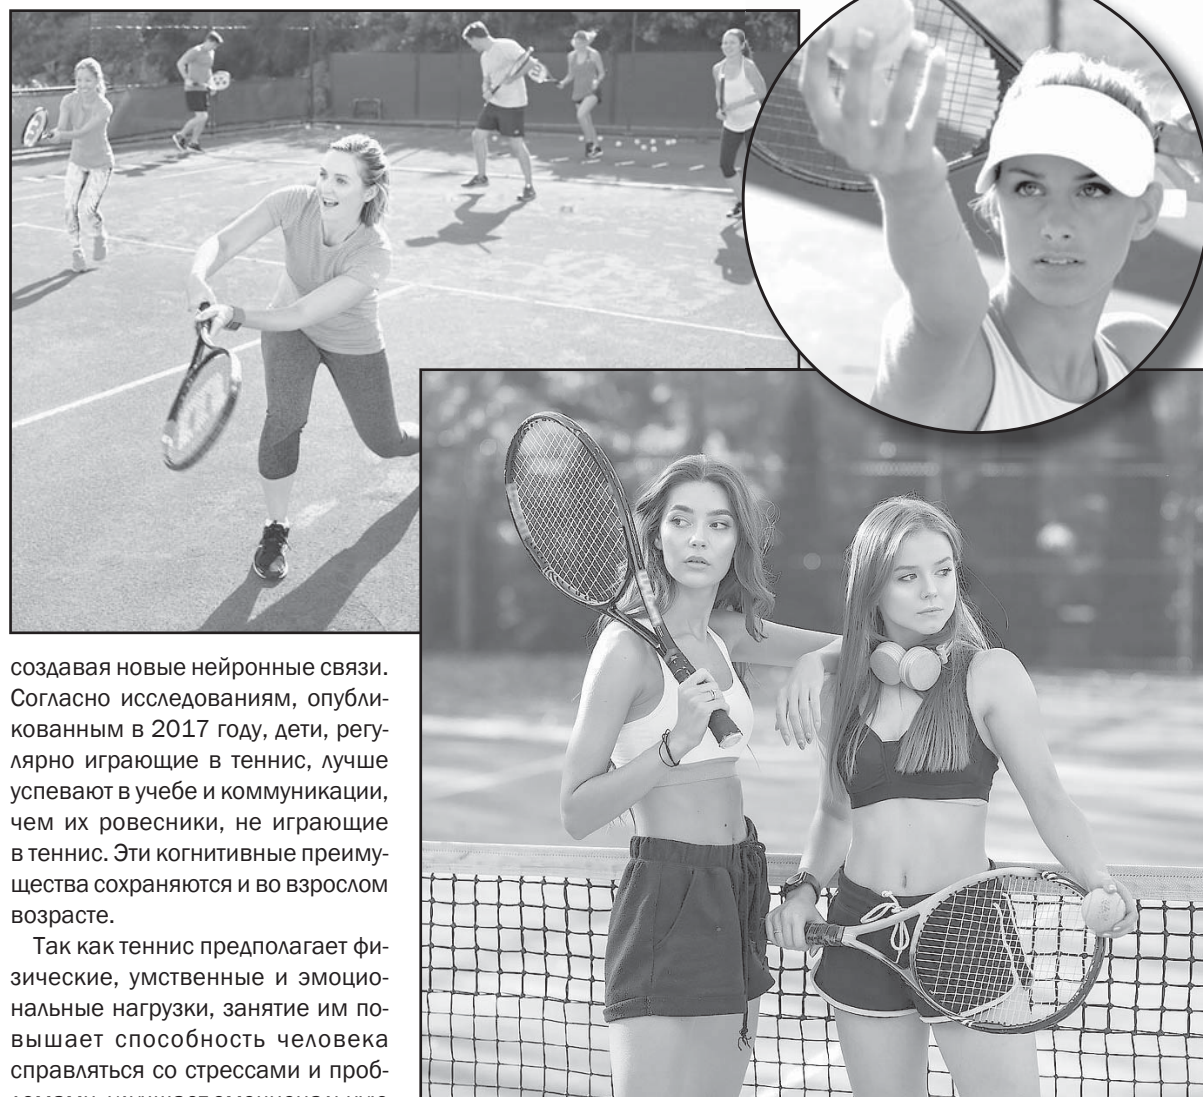 создавая новые нейронные связи.
Согласно исследованиям, опубли-
кованным в 2017 году, дети, регу-
лярно играющие в теннис, лучше
успевают в учебе и коммуникации,
чем их ровесники, не играющие
в теннис. Эти когнитивные преиму-
щества сохраняются и во взрослом
возрасте.
Так как теннис предполагает фи-
зические, умственные и эмоцио-
нальные нагрузки, занятие им по-
вышает способность человека
справляться со стрессами и проб-